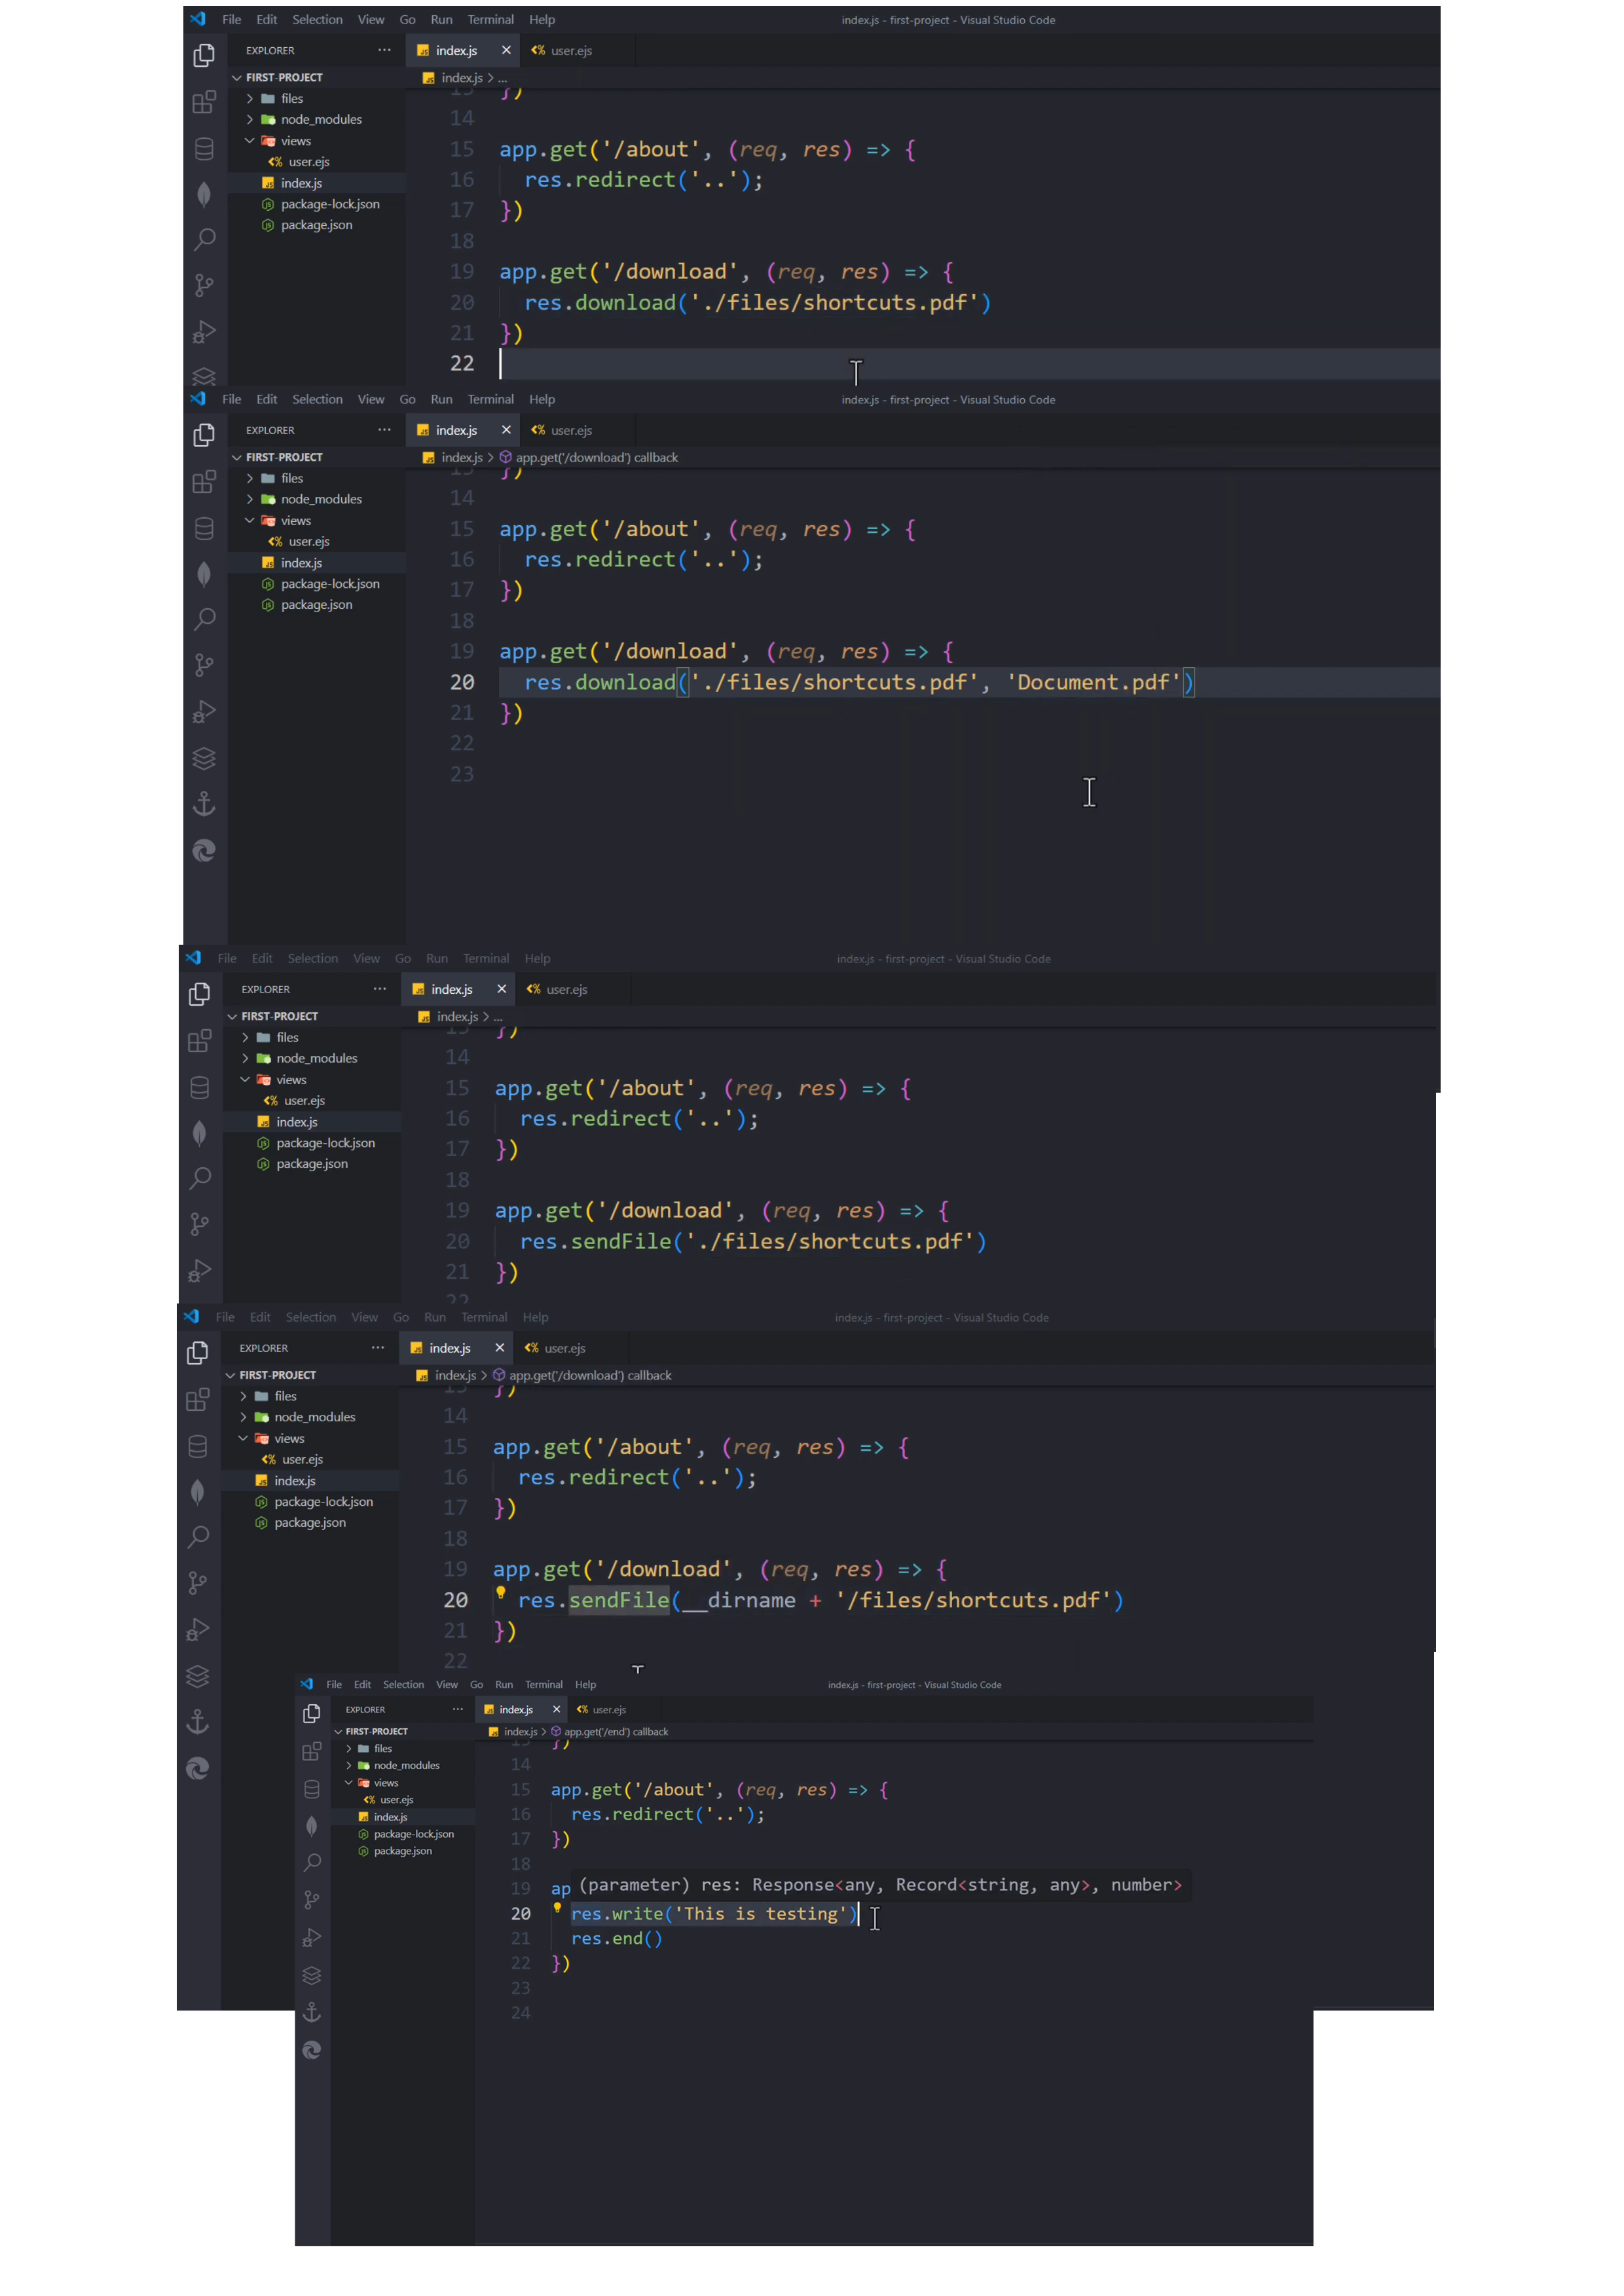 File Edit Selection View Go Run Terminal Help index.js - first-project - Visual Studio Code
EXPLORER ··· index.js × <% user.ejs
FIRST-PROJECT index.js > ...
files 13 })
node_modules 14
views 15 app.get('/about', (req, res) => {
<% user.ejs 16 res.redirect('..');
index.js 17 })
package-lock.json 18
package.json 19 app.get('/download', (req, res) => {
20 res.download('./files/shortcuts.pdf')
21 })
22
File Edit Selection View Go Run Terminal Help index.js - first-project - Visual Studio Code
EXPLORER ··· index.js × <% user.ejs
FIRST-PROJECT index.js > app.get('/download') callback
files 13 })
node_modules 14
views 15 app.get('/about', (req, res) => {
<% user.ejs 16 res.redirect('..');
index.js 17 })
package-lock.json 18
package.json 19 app.get('/download', (req, res) => {
20 res.download('./files/shortcuts.pdf', 'Document.pdf')
21 })
22
23
File Edit Selection View Go Run Terminal Help index.js - first-project - Visual Studio Code
EXPLORER ··· index.js × <% user.ejs
FIRST-PROJECT index.js > ...
files 13 })
node_modules 14
views 15 app.get('/about', (req, res) => {
<% user.ejs 16 res.redirect('..');
index.js 17 })
package-lock.json 18
package.json 19 app.get('/download', (req, res) => {
20 res.sendFile('./files/shortcuts.pdf')
21 })
22
File Edit Selection View Go Run Terminal Help index.js - first-project - Visual Studio Code
EXPLORER ··· index.js × <% user.ejs
FIRST-PROJECT index.js > app.get('/download') callback
files 13 })
node_modules 14
views 15 app.get('/about', (req, res) => {
<% user.ejs 16 res.redirect('..');
index.js 17 })
package-lock.json 18
package.json 19 app.get('/download', (req, res) => {
20 res.sendFile(__dirname + '/files/shortcuts.pdf')
21 })
22
File Edit Selection View Go Run Terminal Help index.js - first-project - Visual Studio Code
EXPLORER ··· index.js × <% user.ejs
FIRST-PROJECT index.js > app.get('/end') callback
files 13 })
node_modules 14
views 15 app.get('/about', (req, res) => {
<% user.ejs 16 res.redirect('..');
index.js 17 })
package-lock.json 18
package.json 19 ap (parameter) res: Response<any, Record<string, any>, number>
20 res.write('This is testing')
21 res.end()
22 })
23
24